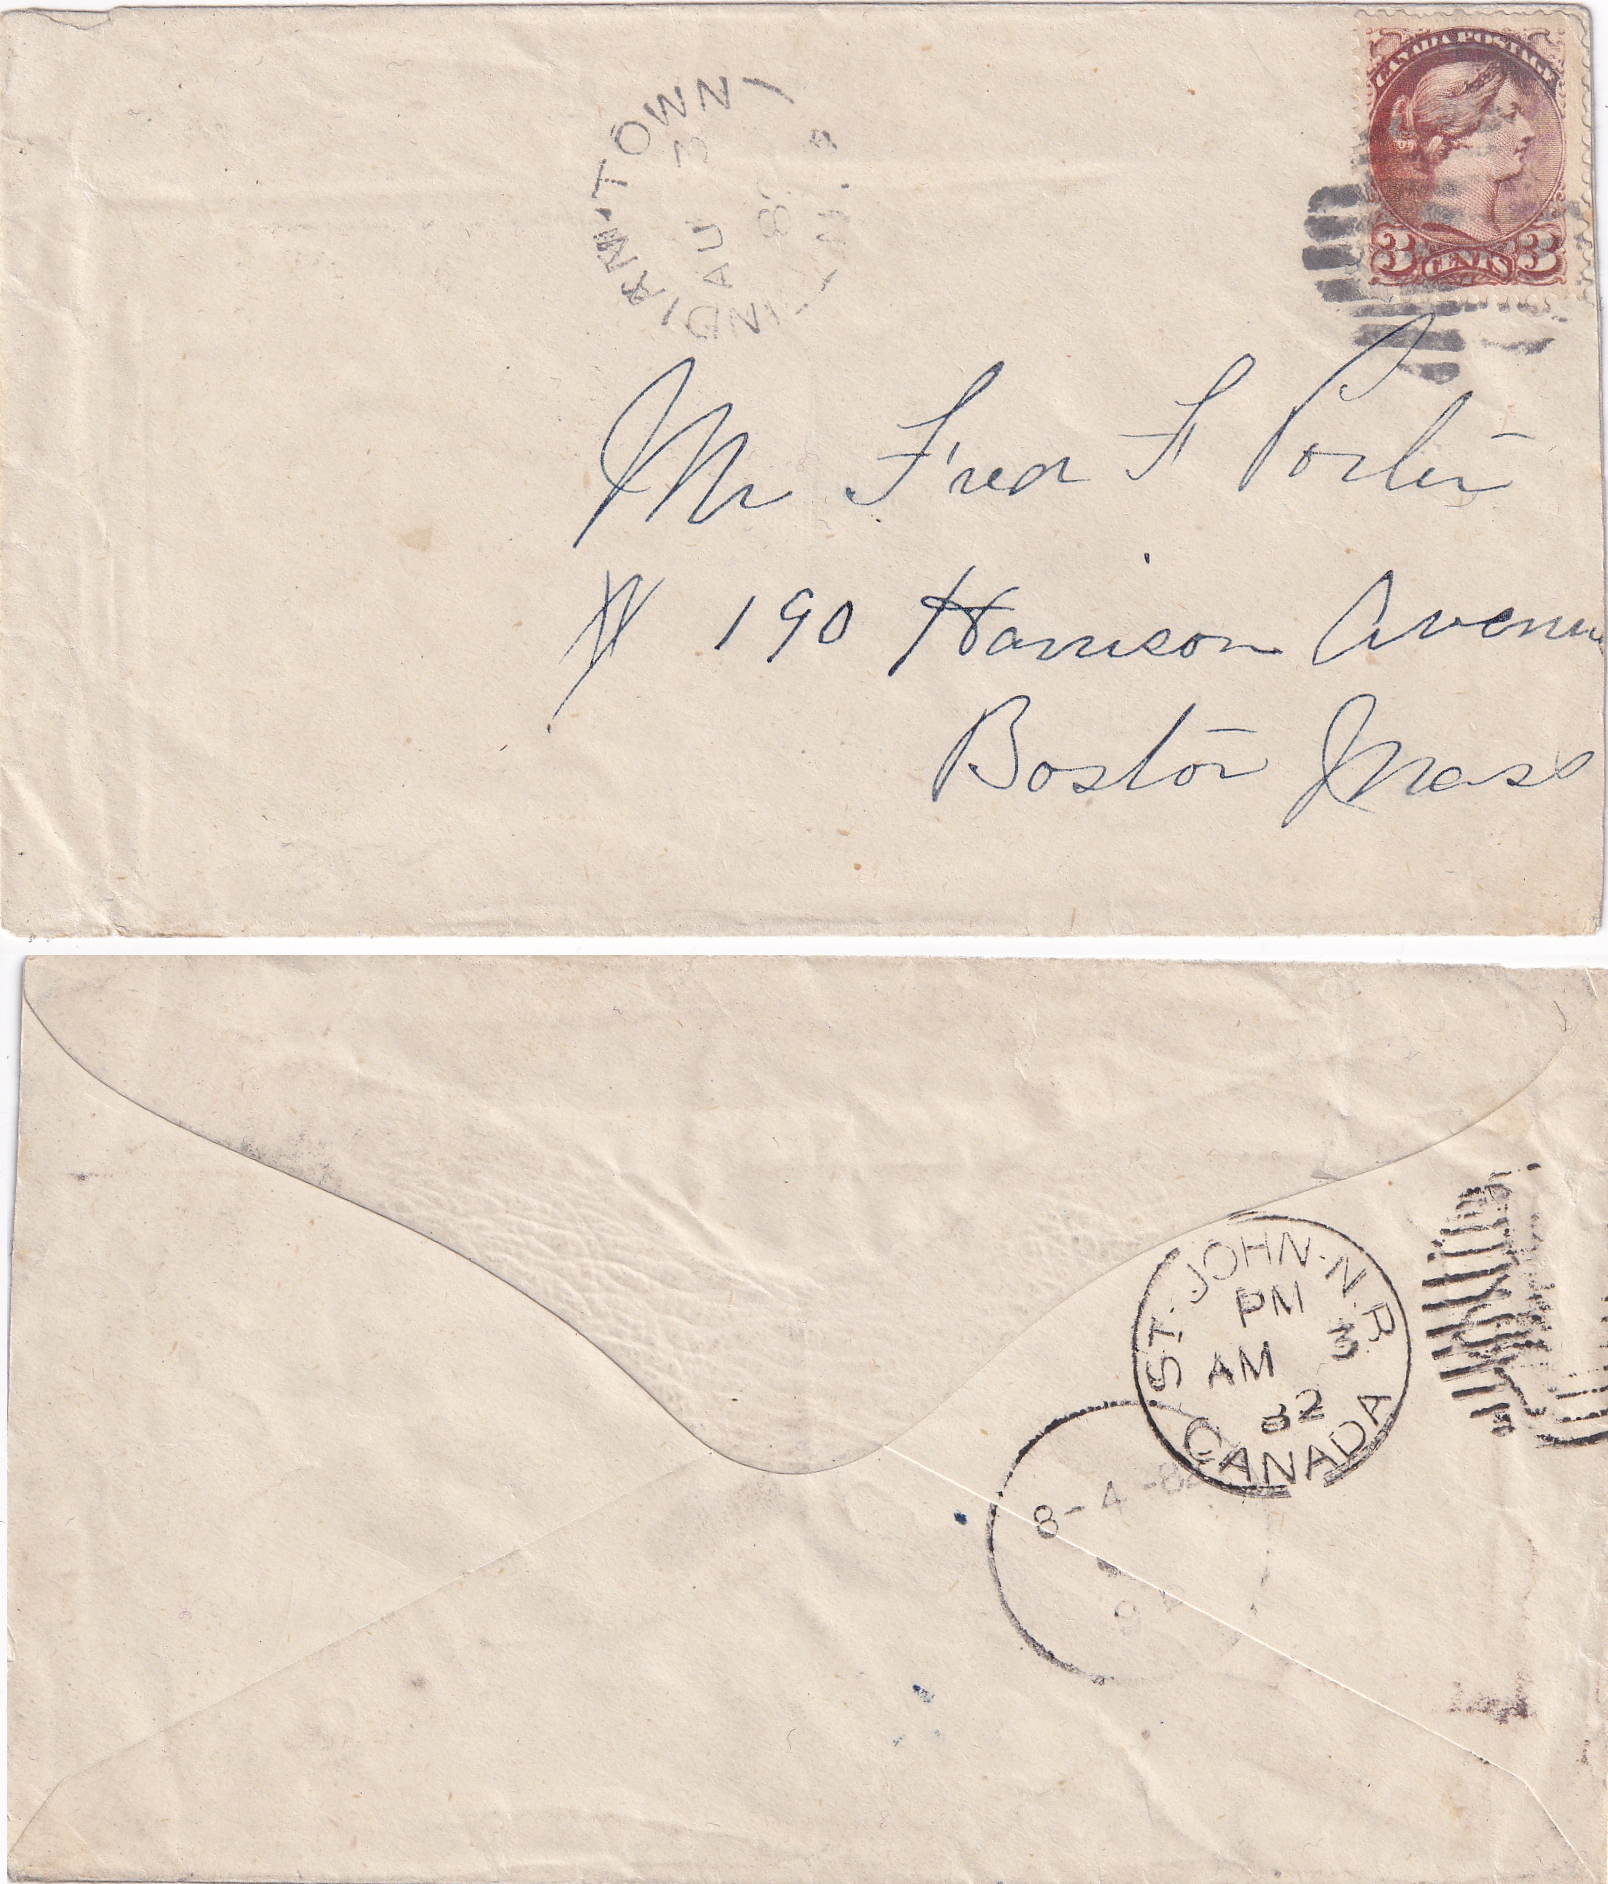 CANADA POSTAGE
3 CENTS 3
INDIAN-TOWN
AU 3
Mr Fred F Porter
# 190 Harrison Avenue
Boston Mass
ST. JOHN. N.B.
PM
AM 3
82
CANADA
8-4-82